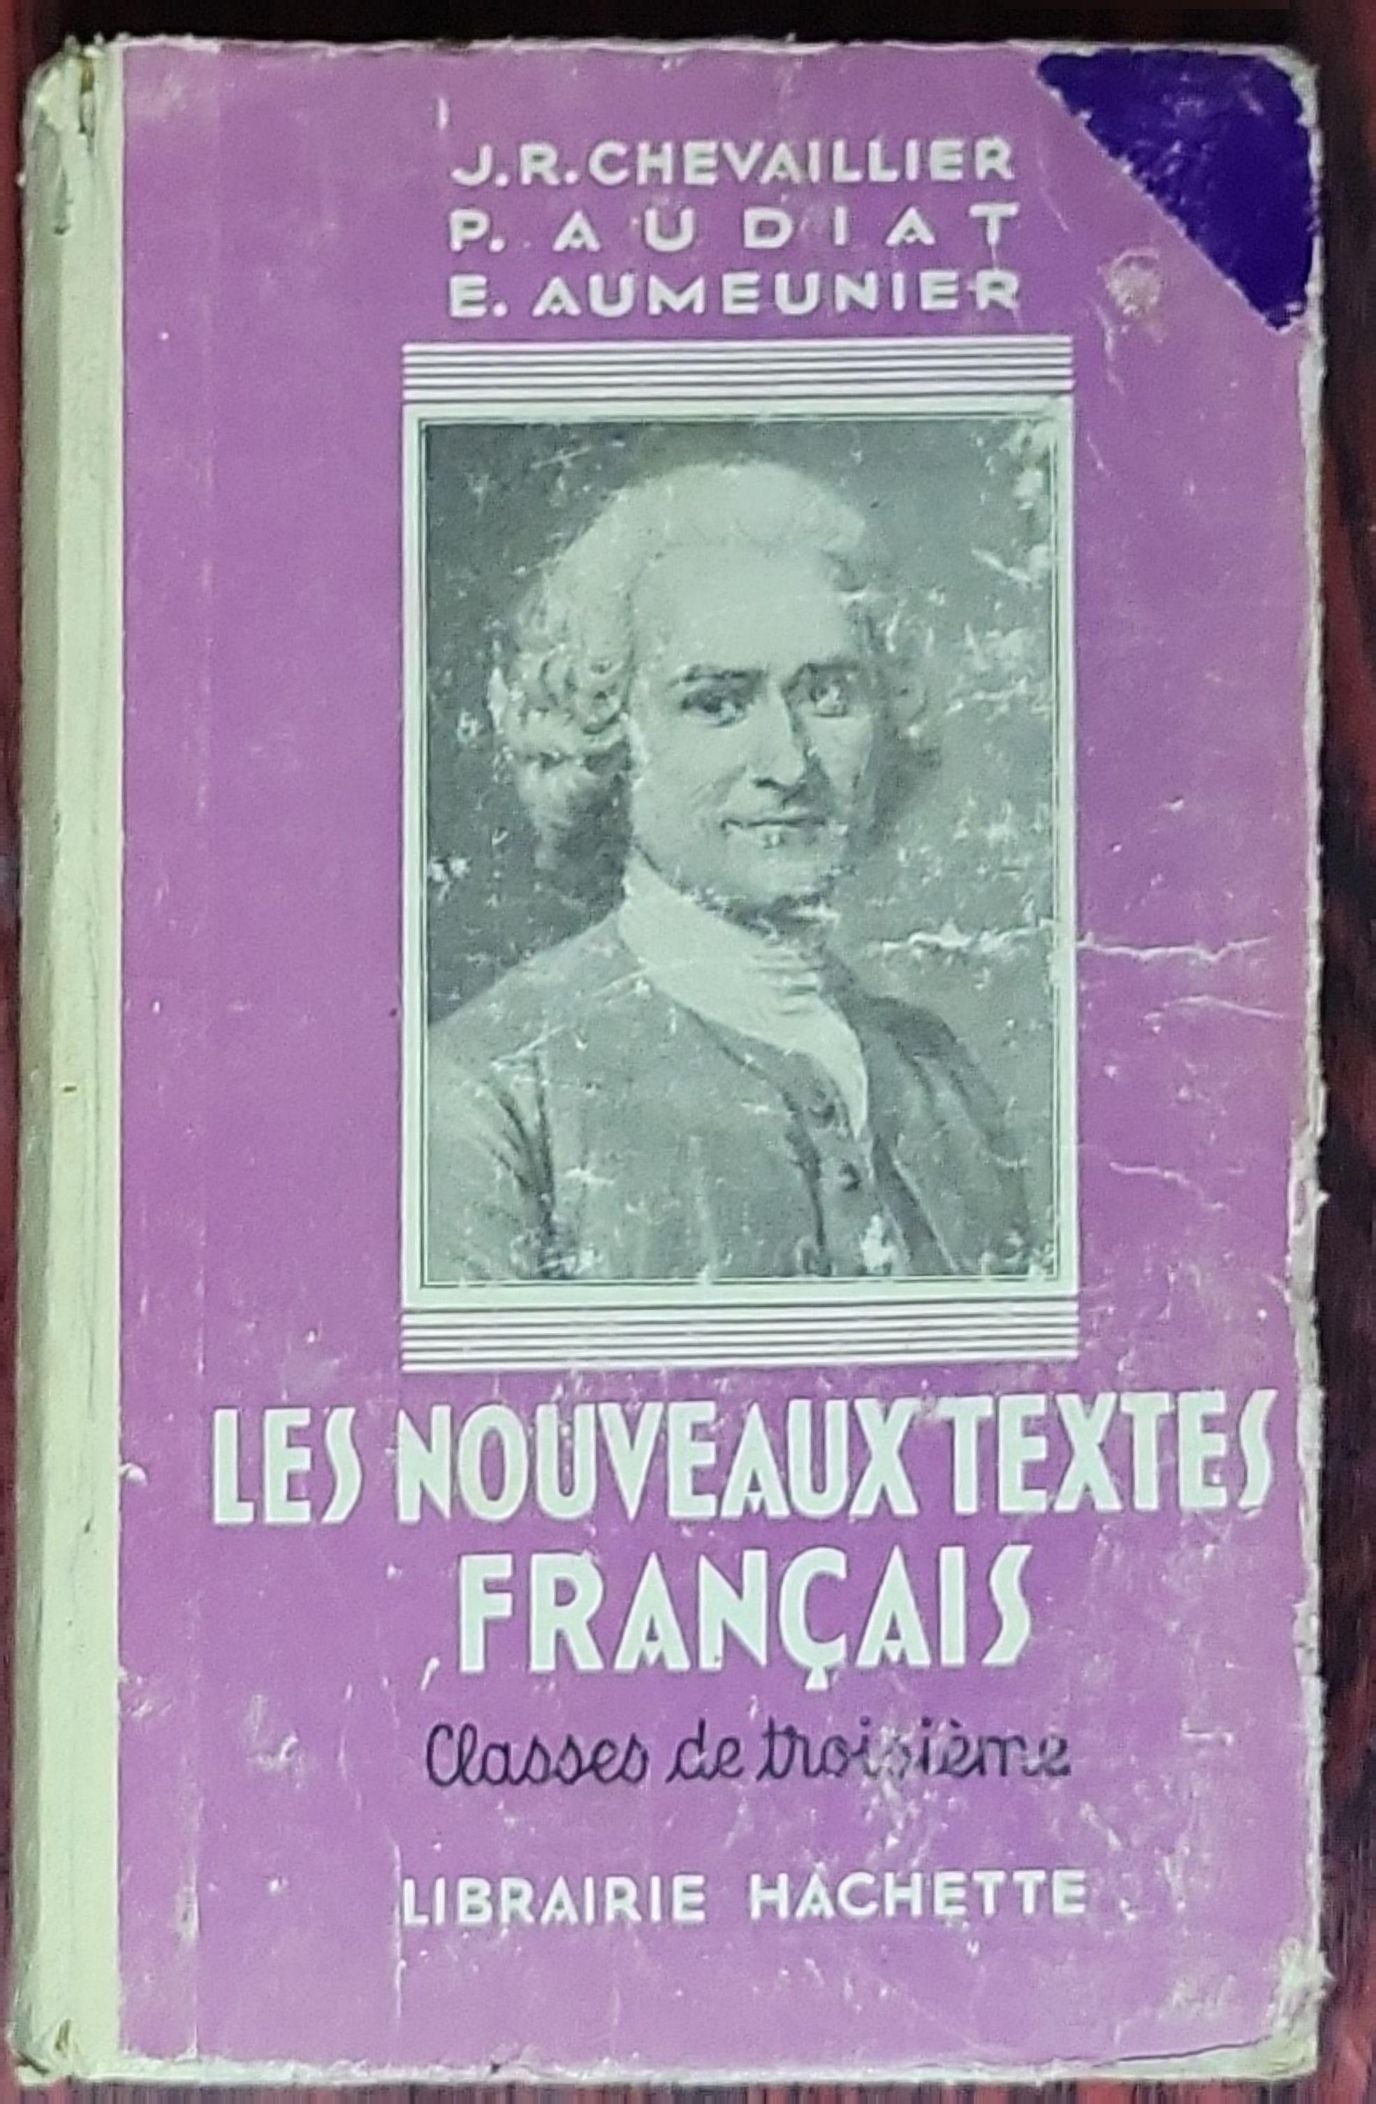 J.R.CHEVAILLIER
P. AUDIAT
E. AUMEUNIER
LES NOUVEAUX TEXTES
FRANÇAIS
Classes de troisième
LIBRAIRIE HACHETTE